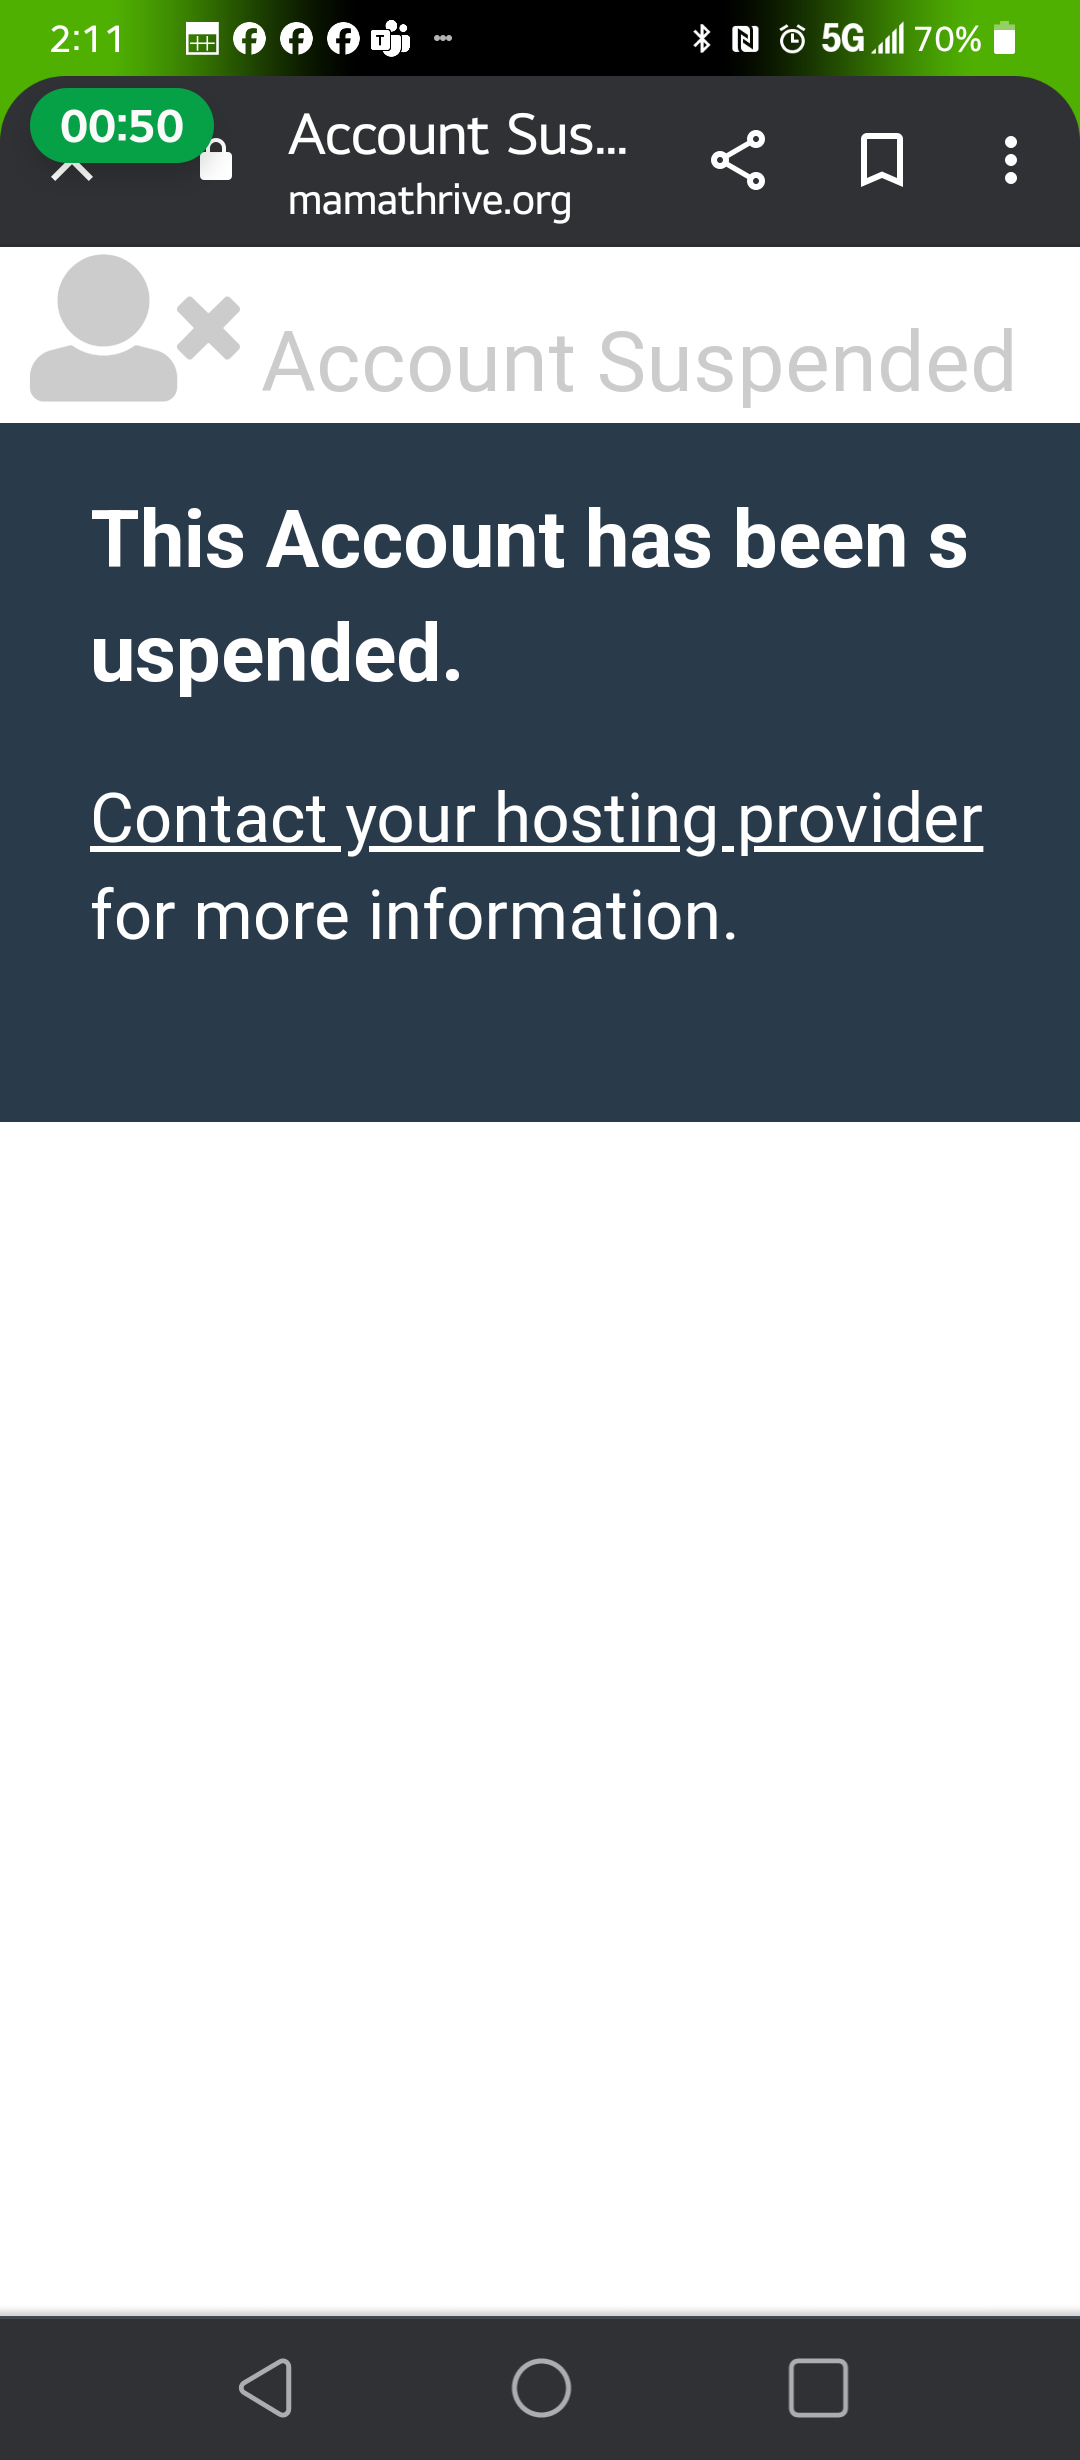 2:11 5G 70%
00:50
Account Sus...
mamathrive.org
Account Suspended
This Account has been s
uspended.
Contact your hosting provider
for more information.